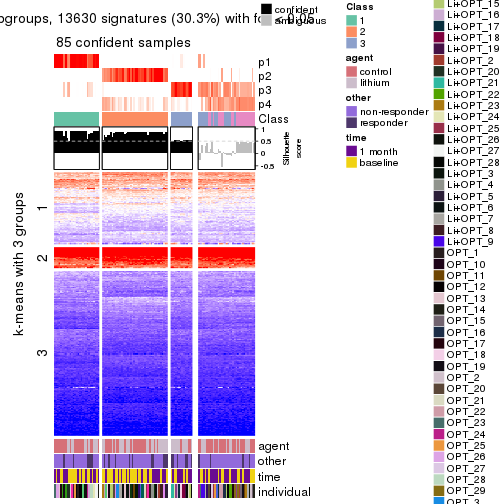 ogroups, 13630 signatures (30.3%) with
confident
ambiguous
85 confident samples
p1
p2
p3
p4
Class
1
0.5
0
-0.5
Silhouette
score
k-means with 3 groups
1
2
3
agent
other
time
individual
Class
1
2
3
agent
control
lithium
other
non-responder
responder
time
1 month
baseline
Li+OPT_15
Li+OPT_16
Li+OPT_17
Li+OPT_18
Li+OPT_19
Li+OPT_2
Li+OPT_20
Li+OPT_21
Li+OPT_22
Li+OPT_23
Li+OPT_24
Li+OPT_25
Li+OPT_26
Li+OPT_27
Li+OPT_28
Li+OPT_3
Li+OPT_4
Li+OPT_5
Li+OPT_6
Li+OPT_7
Li+OPT_8
Li+OPT_9
OPT_1
OPT_10
OPT_11
OPT_12
OPT_13
OPT_14
OPT_15
OPT_16
OPT_17
OPT_18
OPT_19
OPT_2
OPT_20
OPT_21
OPT_22
OPT_23
OPT_24
OPT_25
OPT_26
OPT_27
OPT_28
OPT_29